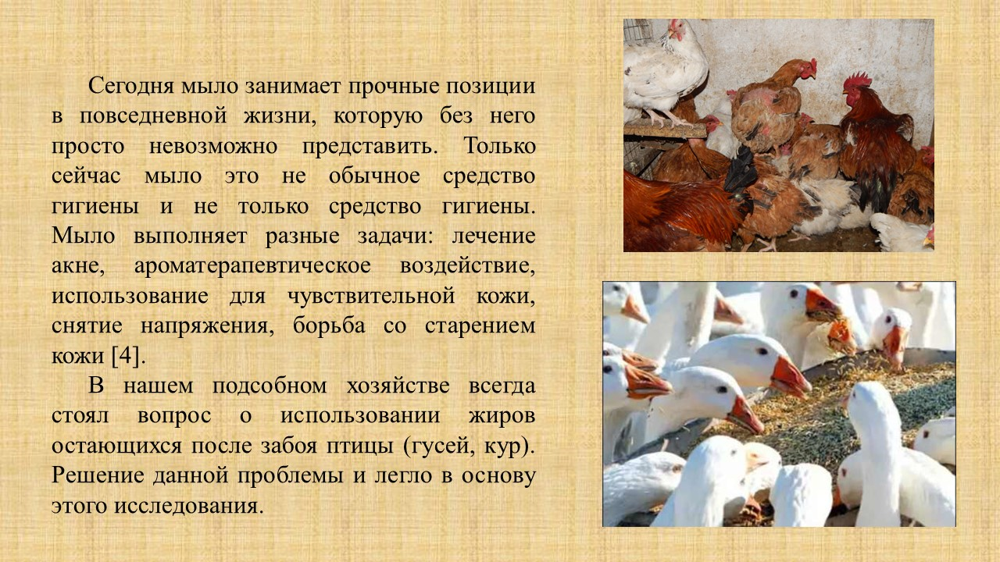 Сегодня мыло занимает прочные позиции
в повседневной жизни, которую без него
просто невозможно представить. Только
сейчас мыло это не обычное средство
гигиены и не только средство гигиены.
Мыло выполняет разные задачи: лечение
акне, ароматерапевтическое воздействие,
использование для чувствительной кожи,
снятие напряжения, борьба со старением
кожи [4].
В нашем подсобном хозяйстве всегда
стоял вопрос о использовании жиров
остающихся после забоя птицы (гусей, кур).
Решение данной проблемы и легло в основу
этого исследования.